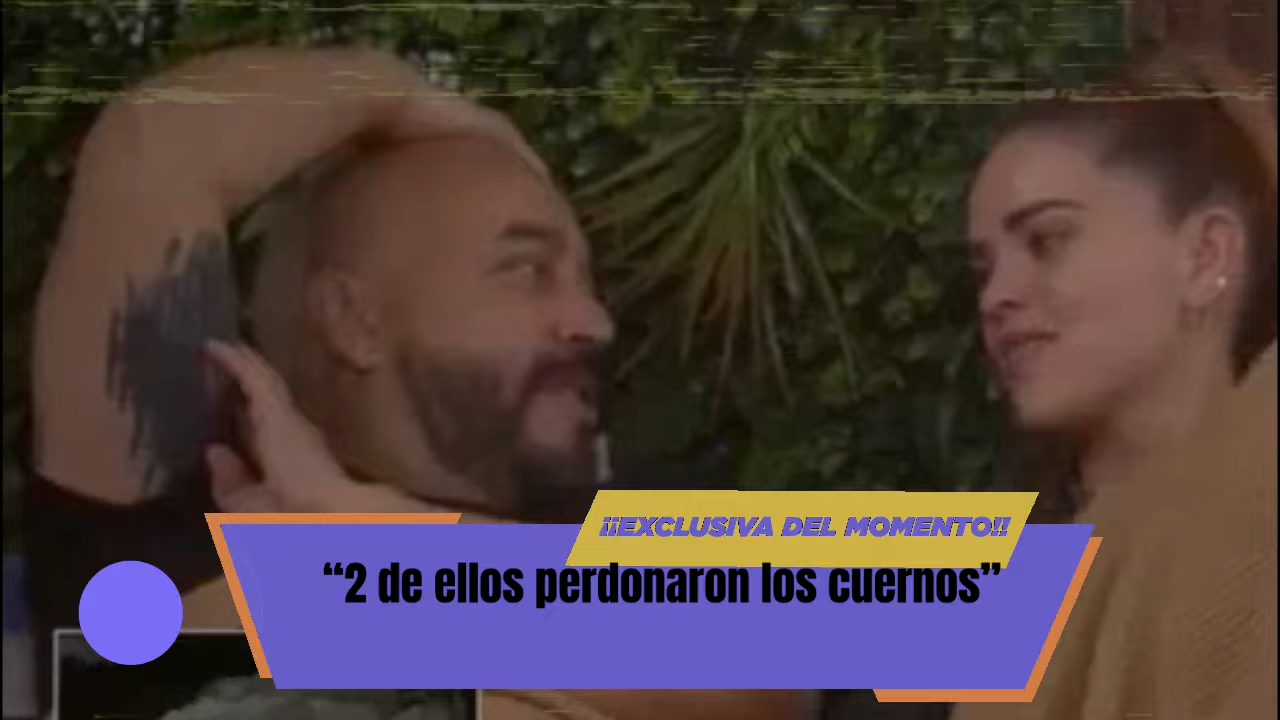 ¡¡EXCLUSIVA DEL MOMENTO!!
“2 de ellos perdonaron los cuernos”